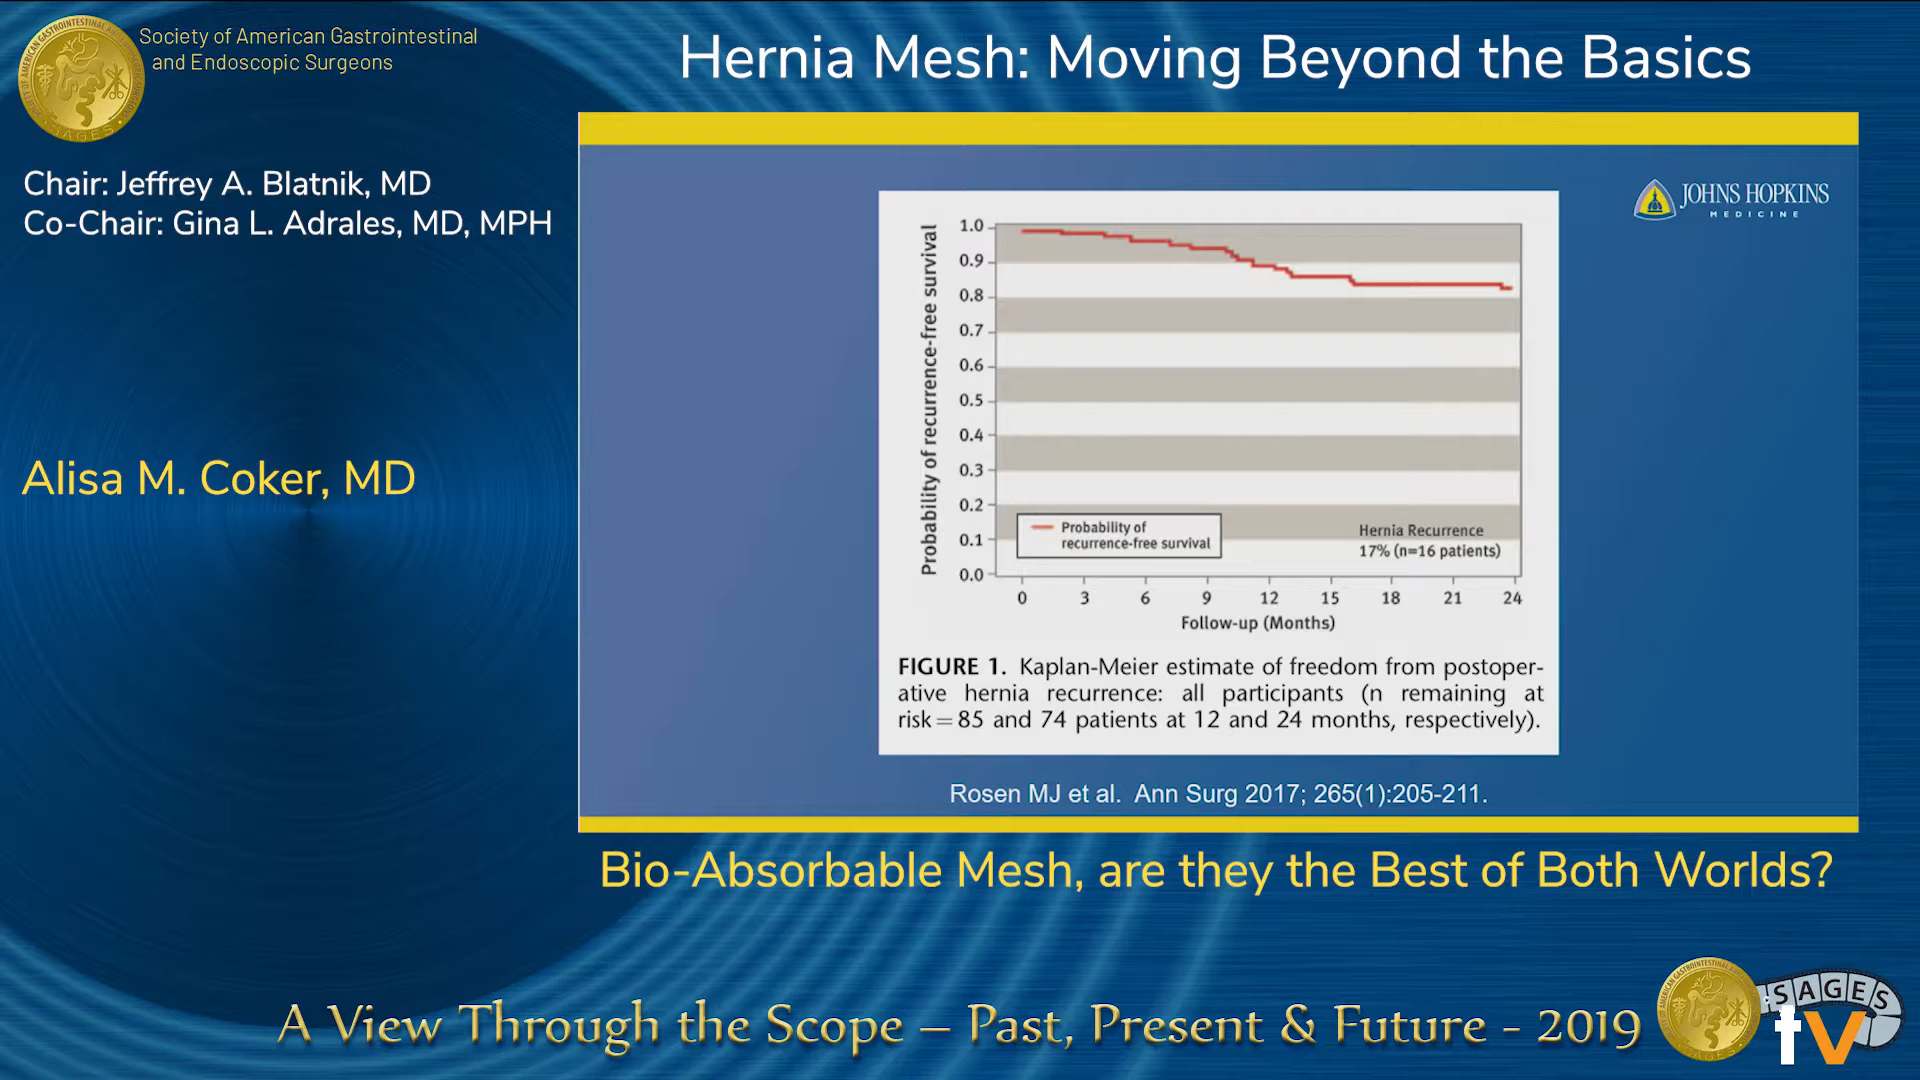 Society of American Gastrointestinal
and Endoscopic Surgeons
Hernia Mesh: Moving Beyond the Basics
Chair: Jeffrey A. Blatnik, MD
Co-Chair: Gina L. Adrales, MD, MPH
Alisa M. Coker, MD
JOHNS HOPKINS
MEDICINE
Probability of recurrence-free survival
1.0
0.9
0.8
0.7
0.6
0.5
0.4
0.3
0.2
0.1
0.0
Probability of
recurrence-free survival
Hernia Recurrence
17% (n=16 patients)
0 3 6 9 12 15 18 21 24
Follow-up (Months)
FIGURE 1. Kaplan-Meier estimate of freedom from postoper-
ative hernia recurrence: all participants (n remaining at
risk=85 and 74 patients at 12 and 24 months, respectively).
Rosen MJ et al. Ann Surg 2017; 265(1):205-211.
Bio-Absorbable Mesh, are they the Best of Both Worlds?
A View Through the Scope – Past, Present & Future - 2019
SAGES
tv